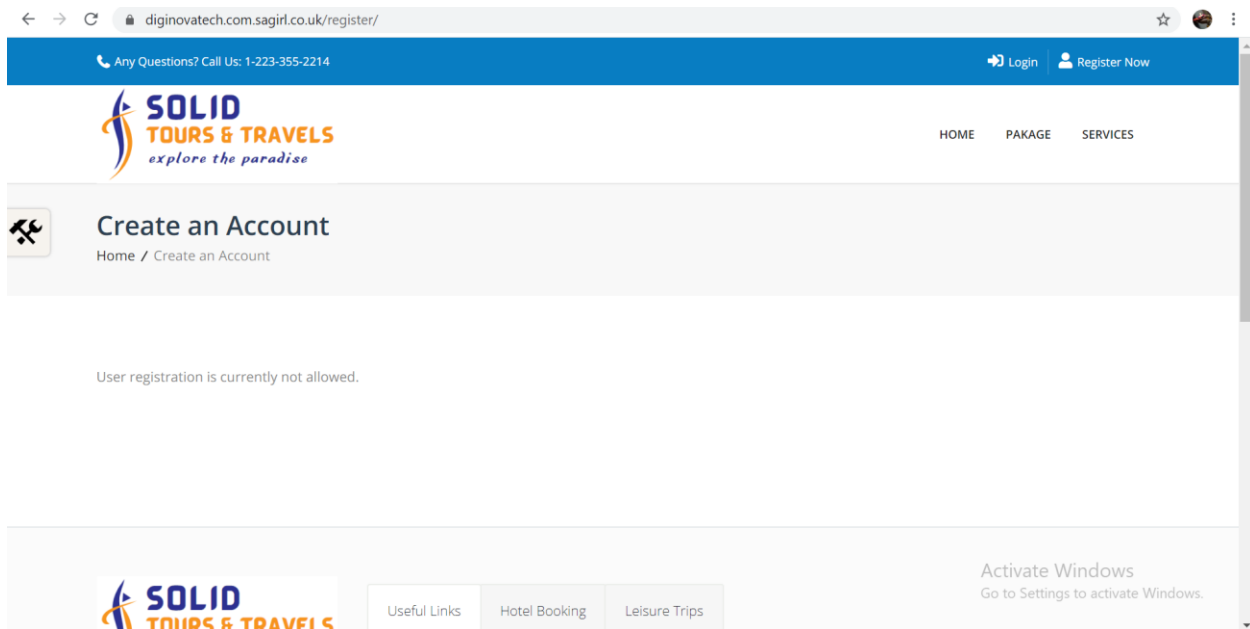 diginovatech.com.sagirl.co.uk/register/
Any Questions? Call Us: 1-223-355-2214
Login
Register Now
SOLID
TOURS & TRAVELS
explore the paradise
HOME PAKAGE SERVICES
Create an Account
Home / Create an Account
User registration is currently not allowed.
Activate Windows
Go to Settings to activate Windows.
SOLID
TOURS & TRAVELS
Useful Links Hotel Booking Leisure Trips